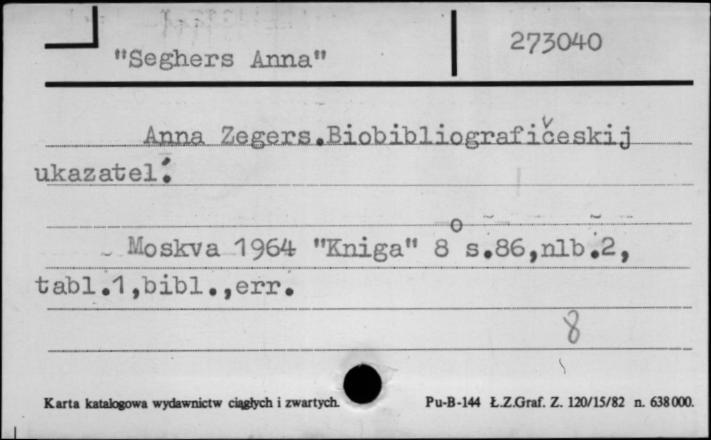 "Seghers Anna" 273040
Anna Zegers.Biobibliografičeskij
ukazatel'.
Moskva 1964 "Kniga" 8° s.86,nlb.2,
tabl.1,bibl.,err.
8
Karta katalogowa wydawnictw ciągłych i zwartych. Pu-B-144 Ł.Z.Graf. Z. 120/15/82 n. 638000.